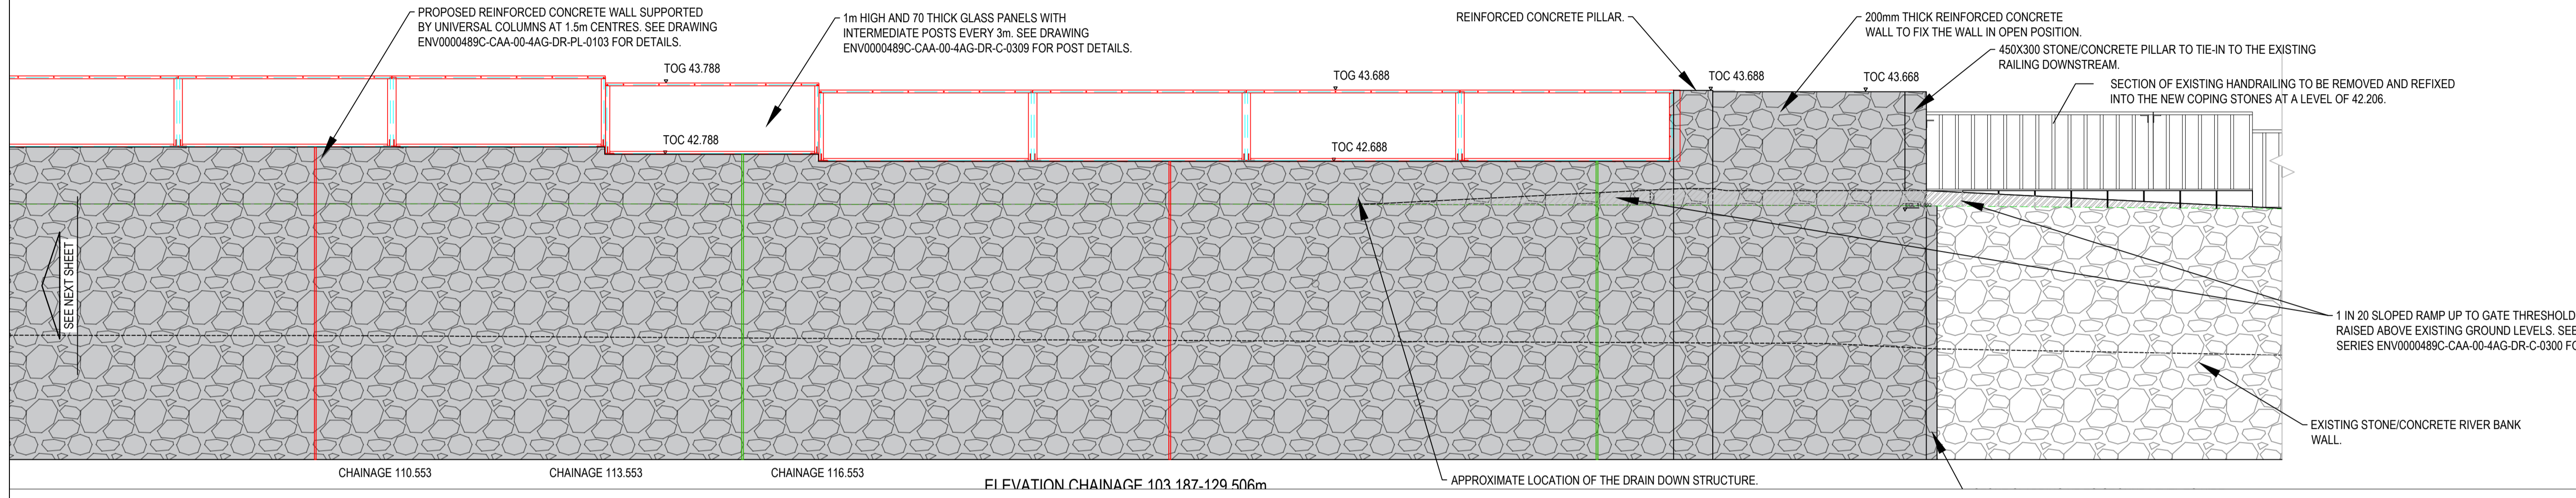 PROPOSED REINFORCED CONCRETE WALL SUPPORTED
BY UNIVERSAL COLUMNS AT 1.5m CENTRES. SEE DRAWING
ENV0000489C-CAA-00-4AG-DR-PL-0103 FOR DETAILS.
1m HIGH AND 70 THICK GLASS PANELS WITH
INTERMEDIATE POSTS EVERY 3m. SEE DRAWING
ENV0000489C-CAA-00-4AG-DR-C-0309 FOR POST DETAILS.
REINFORCED CONCRETE PILLAR.
200mm THICK REINFORCED CONCRETE
WALL TO FIX THE WALL IN OPEN POSITION.
450X300 STONE/CONCRETE PILLAR TO TIE-IN TO THE EXISTING
RAILING DOWNSTREAM.
SECTION OF EXISTING HANDRAILING TO BE REMOVED AND REFIXED
INTO THE NEW COPING STONES AT A LEVEL OF 42.206.
TOG 43.788
TOG 43.688
TOC 43.688
TOC 43.668
TOC 42.788
TOC 42.688
SEE NEXT SHEET
1 IN 20 SLOPED RAMP UP TO GATE THRESHOLD
RAISED ABOVE EXISTING GROUND LEVELS. SEE
SERIES ENV0000489C-CAA-00-4AG-DR-C-0300 FO
EXISTING STONE/CONCRETE RIVER BANK
WALL.
CHAINAGE 110.553
CHAINAGE 113.553
CHAINAGE 116.553
APPROXIMATE LOCATION OF THE DRAIN DOWN STRUCTURE.
ELEVATION CHAINAGE 103.187-129.506m